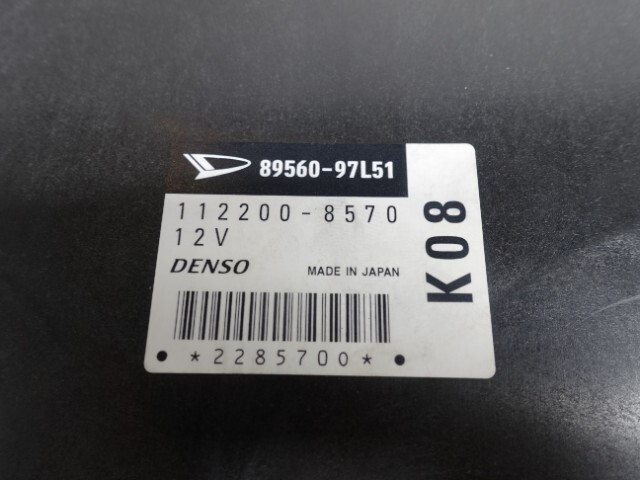 89560-97L51
112200-8570
12V
DENSO MADE IN JAPAN
*2285700*
K08